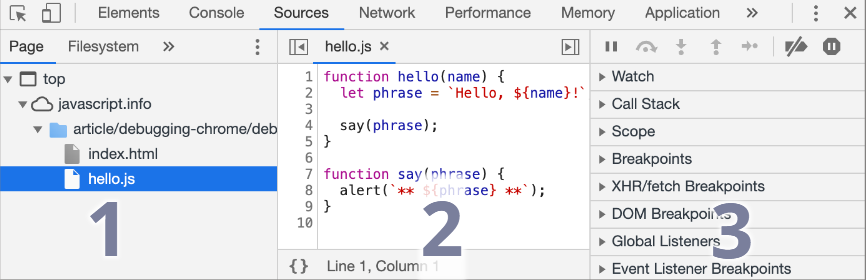 Elements Console Sources Network Performance Memory Application »
Page Filesystem »
top
javascript.info
article/debugging-chrome/deb
index.html
hello.js
1
hello.js ×
1 function hello(name) {
2 let phrase = `Hello, ${name}!`
3
4 say(phrase);
5 }
6
7 function say(phrase) {
8 alert(`** ${phrase} **`);
9 }
10
{} Line 1, Column 1
2
Watch
Call Stack
Scope
Breakpoints
XHR/fetch Breakpoints
DOM Breakpoints
Global Listeners
Event Listener Breakpoints
3